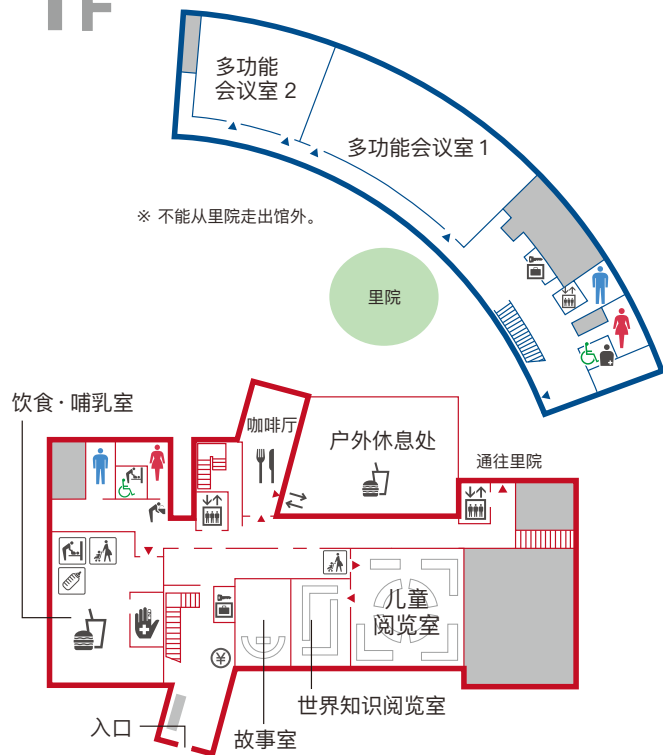 1F
多功能
会议室 2
多功能会议室 1
※ 不能从里院走出馆外。
里院
饮食·哺乳室
咖啡厅
户外休息处
通往里院
儿童
阅览室
¥
世界知识阅览室
入口
故事室